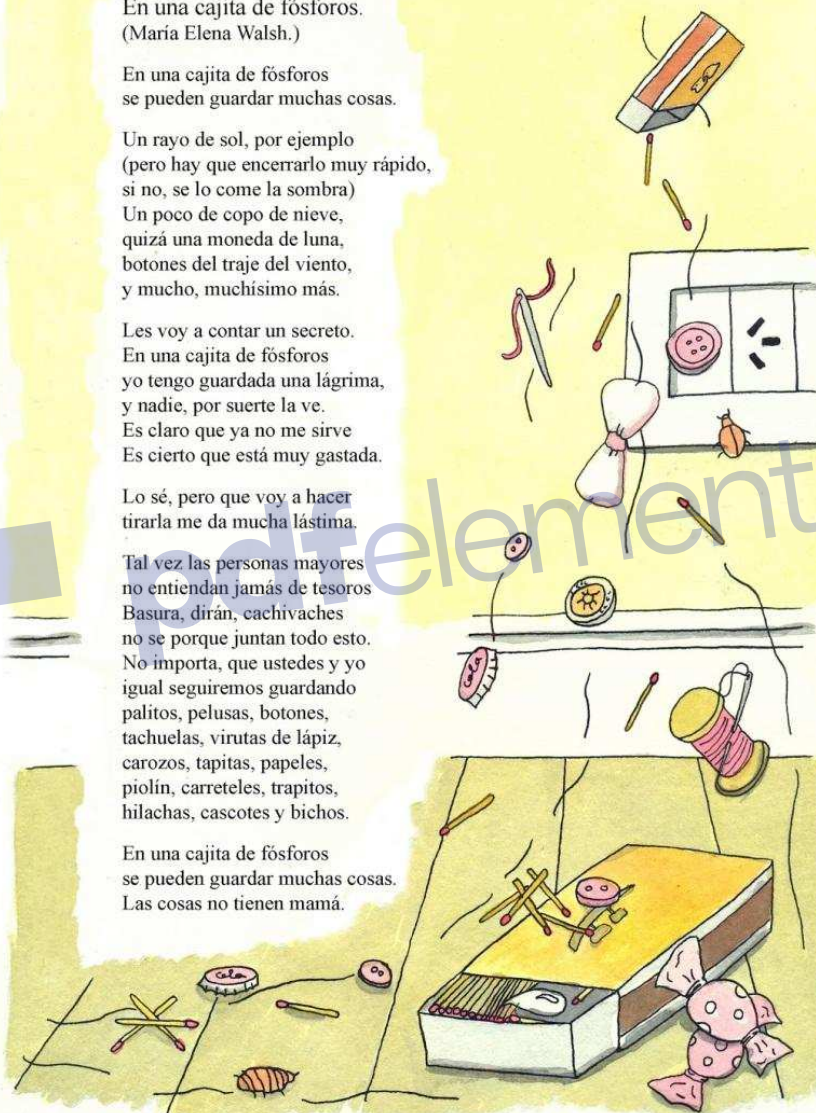 En una cajita de fósforos.
(María Elena Walsh.)

En una cajita de fósforos
se pueden guardar muchas cosas.

Un rayo de sol, por ejemplo
(pero hay que encerrarlo muy rápido,
si no, se lo come la sombra)
Un poco de copo de nieve,
quizá una moneda de luna,
botones del traje del viento,
y mucho, muchísimo más.

Les voy a contar un secreto.
En una cajita de fósforos
yo tengo guardada una lágrima,
y nadie, por suerte la ve.
Es claro que ya no me sirve
Es cierto que está muy gastada.

Lo sé, pero que voy a hacer
tirarla me da mucha lástima.

Tal vez las personas mayores
no entiendan jamás de tesoros
Basura, dirán, cachivaches
no se porque juntan todo esto.
No importa, que ustedes y yo
igual seguiremos guardando
palitos, pelusas, botones,
tachuelas, virutas de lápiz,
carozos, tapitas, papeles,
piolín, carreteles, trapitos,
hilachas, cascotes y bichos.

En una cajita de fósforos
se pueden guardar muchas cosas.
Las cosas no tienen mamá.
pdfelement
cola
cola